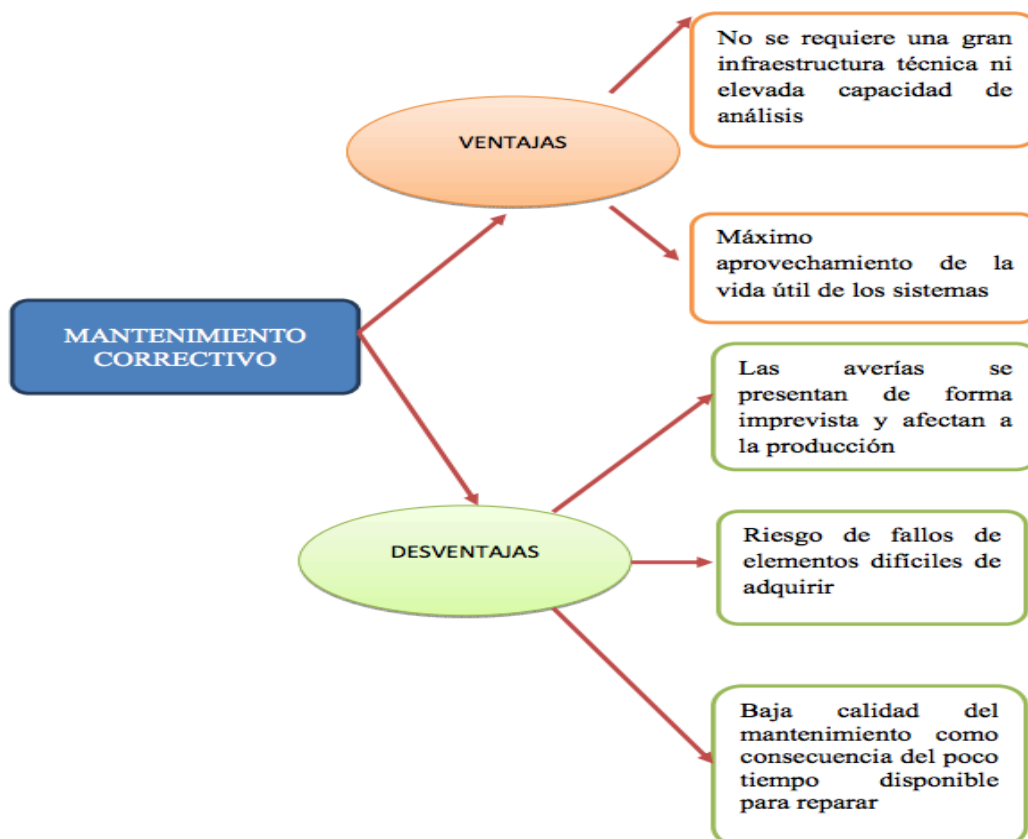 No se requiere una gran
infraestructura técnica ni
elevada capacidad de
análisis
VENTAJAS
Máximo
aprovechamiento de la
vida útil de los sistemas
MANTENIMIENTO
CORRECTIVO
Las averías se
presentan de forma
imprevista y afectan a
la producción
DESVENTAJAS
Riesgo de fallos de
elementos difíciles de
adquirir
Baja calidad del
mantenimiento como
consecuencia del poco
tiempo disponible
para reparar